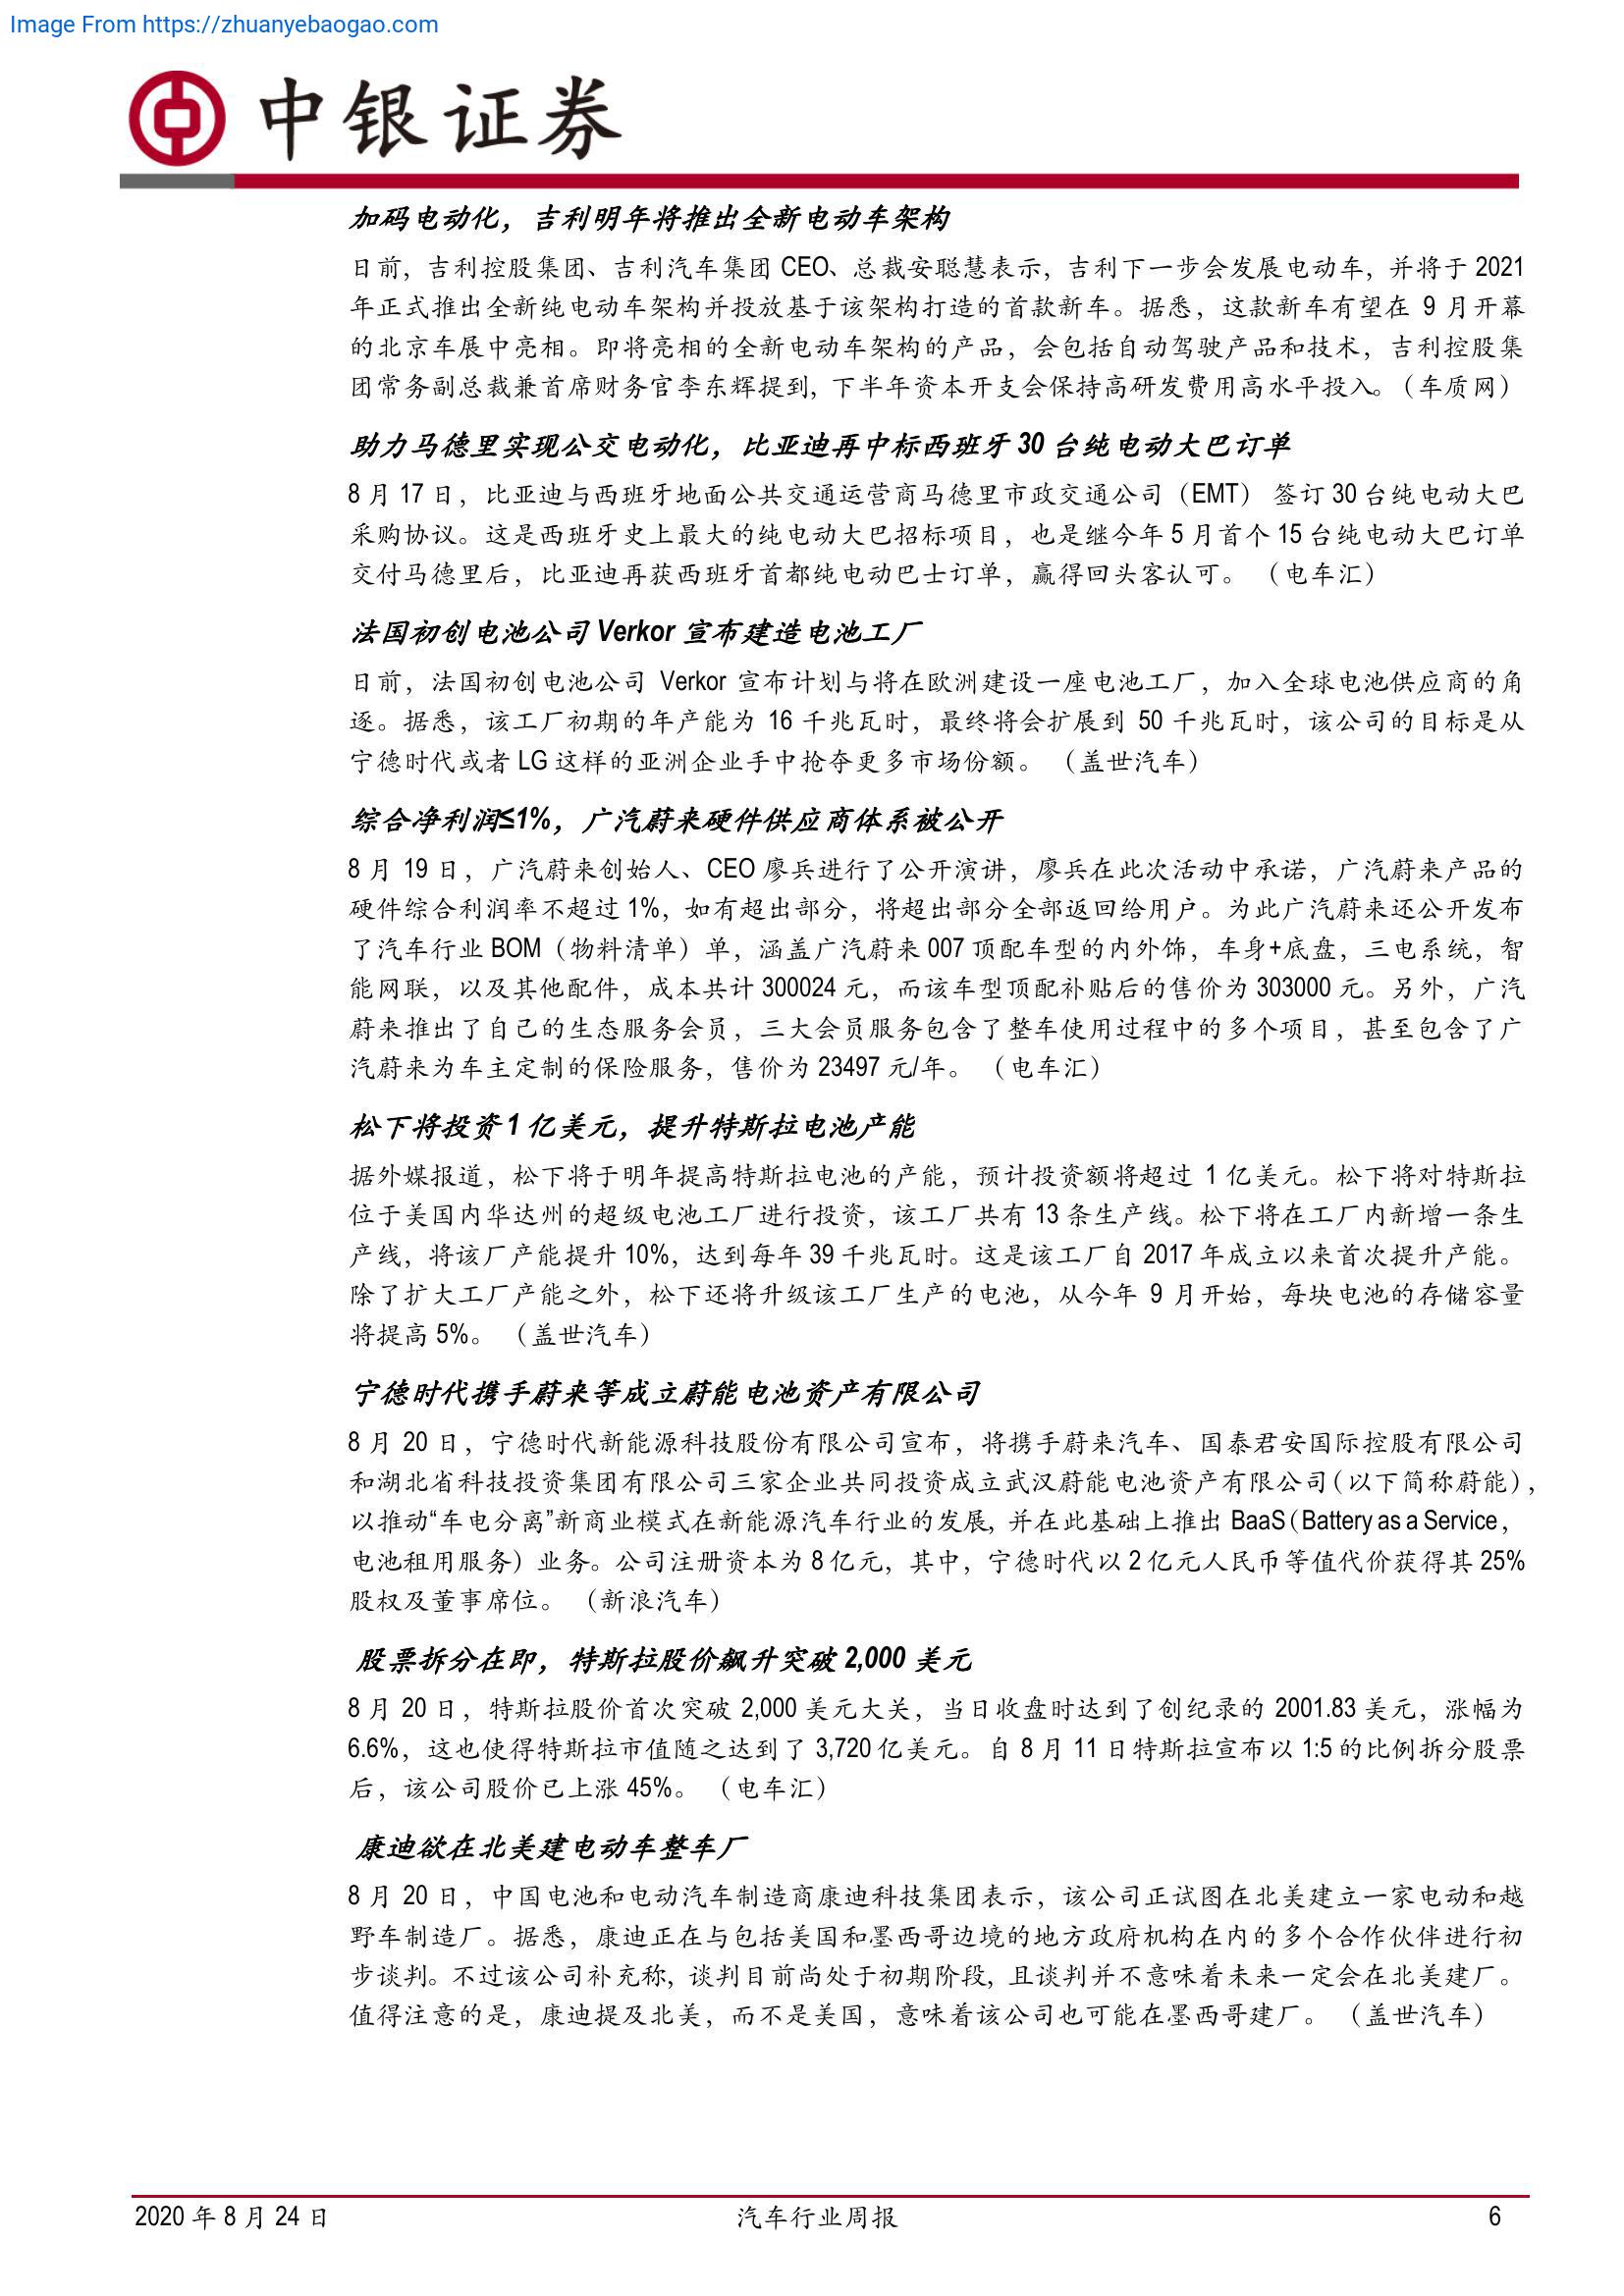 Image From https://zhuanyebaogao.com
中银证券
加码电动化，吉利明年将推出全新电动车架构
日前，吉利控股集团、吉利汽车集团 CEO、总裁安聪慧表示，吉利下一步会发展电动车，并将于 2021
年正式推出全新纯电动车架构并投放基于该架构打造的首款新车。据悉，这款新车有望在 9 月开幕
的北京车展中亮相。即将亮相的全新电动车架构的产品，会包括自动驾驶产品和技术，吉利控股集
团常务副总裁兼首席财务官李东辉提到，下半年资本开支会保持高研发费用高水平投入。（车质网）
助力马德里实现公交电动化，比亚迪再中标西班牙 30 台纯电动大巴订单
8 月 17 日，比亚迪与西班牙地面公共交通运营商马德里市政交通公司（EMT） 签订 30 台纯电动大巴
采购协议。这是西班牙史上最大的纯电动大巴招标项目，也是继今年 5 月首个 15 台纯电动大巴订单
交付马德里后，比亚迪再获西班牙首都纯电动巴士订单，赢得回头客认可。 （电车汇）
法国初创电池公司 Verkor 宣布建造电池工厂
日前，法国初创电池公司 Verkor 宣布计划与将在欧洲建设一座电池工厂，加入全球电池供应商的角
逐。据悉，该工厂初期的年产能为 16 千兆瓦时，最终将会扩展到 50 千兆瓦时，该公司的目标是从
宁德时代或者 LG 这样的亚洲企业手中抢夺更多市场份额。 （盖世汽车）
综合净利润≤1%，广汽蔚来硬件供应商体系被公开
8 月 19 日，广汽蔚来创始人、CEO 廖兵进行了公开演讲，廖兵在此次活动中承诺，广汽蔚来产品的
硬件综合利润率不超过 1%，如有超出部分，将超出部分全部返回给用户。为此广汽蔚来还公开发布
了汽车行业 BOM（物料清单）单，涵盖广汽蔚来 007 顶配车型的内外饰，车身+底盘，三电系统，智
能网联，以及其他配件，成本共计 300024 元，而该车型顶配补贴后的售价为 303000 元。另外，广汽
蔚来推出了自己的生态服务会员，三大会员服务包含了整车使用过程中的多个项目，甚至包含了广
汽蔚来为车主定制的保险服务，售价为 23497 元/年。 （电车汇）
松下将投资 1 亿美元，提升特斯拉电池产能
据外媒报道，松下将于明年提高特斯拉电池的产能，预计投资额将超过 1 亿美元。松下将对特斯拉
位于美国内华达州的超级电池工厂进行投资，该工厂共有 13 条生产线。松下将在工厂内新增一条生
产线，将该厂产能提升 10%，达到每年 39 千兆瓦时。这是该工厂自 2017 年成立以来首次提升产能。
除了扩大工厂产能之外，松下还将升级该工厂生产的电池，从今年 9 月开始，每块电池的存储容量
将提高 5%。 （盖世汽车）
宁德时代携手蔚来等成立蔚能电池资产有限公司
8 月 20 日，宁德时代新能源科技股份有限公司宣布，将携手蔚来汽车、国泰君安国际控股有限公司
和湖北省科技投资集团有限公司三家企业共同投资成立武汉蔚能电池资产有限公司（以下简称蔚能），
以推动“车电分离”新商业模式在新能源汽车行业的发展，并在此基础上推出 BaaS（Battery as a Service，
电池租用服务）业务。公司注册资本为 8 亿元，其中，宁德时代以 2 亿元人民币等值代价获得其 25%
股权及董事席位。 （新浪汽车）
股票拆分在即，特斯拉股价飙升突破 2,000 美元
8 月 20 日，特斯拉股价首次突破 2,000 美元大关，当日收盘时达到了创纪录的 2001.83 美元，涨幅为
6.6%，这也使得特斯拉市值随之达到了 3,720 亿美元。自 8 月 11 日特斯拉宣布以 1:5 的比例拆分股票
后，该公司股价已上涨 45%。 （电车汇）
康迪欲在北美建电动车整车厂
8 月 20 日，中国电池和电动汽车制造商康迪科技集团表示，该公司正试图在北美建立一家电动和越
野车制造厂。据悉，康迪正在与包括美国和墨西哥边境的地方政府机构在内的多个合作伙伴进行初
步谈判。不过该公司补充称，谈判目前尚处于初期阶段，且谈判并不意味着未来一定会在北美建厂。
值得注意的是，康迪提及北美，而不是美国，意味着该公司也可能在墨西哥建厂。 （盖世汽车）
2020 年 8 月 24 日 汽车行业周报 6